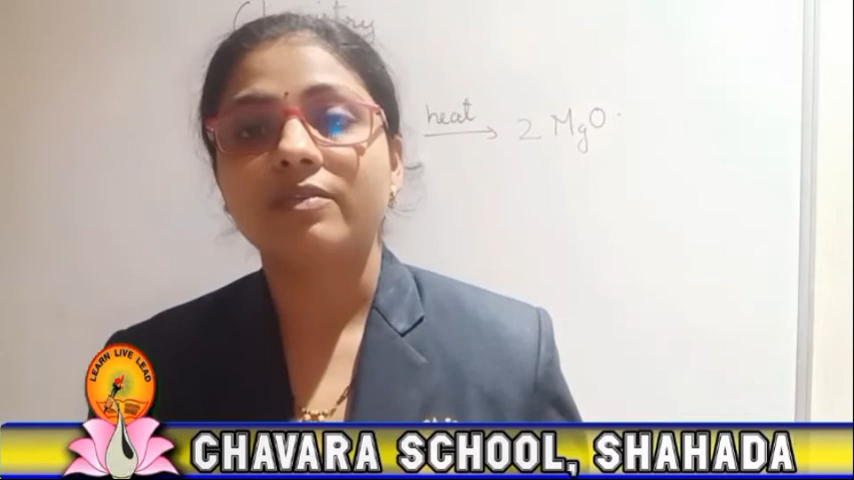 Chemistry
heat
→ 2 MgO
LEARN LIVE LEAD
CHAVARA SCHOOL, SHAHADA